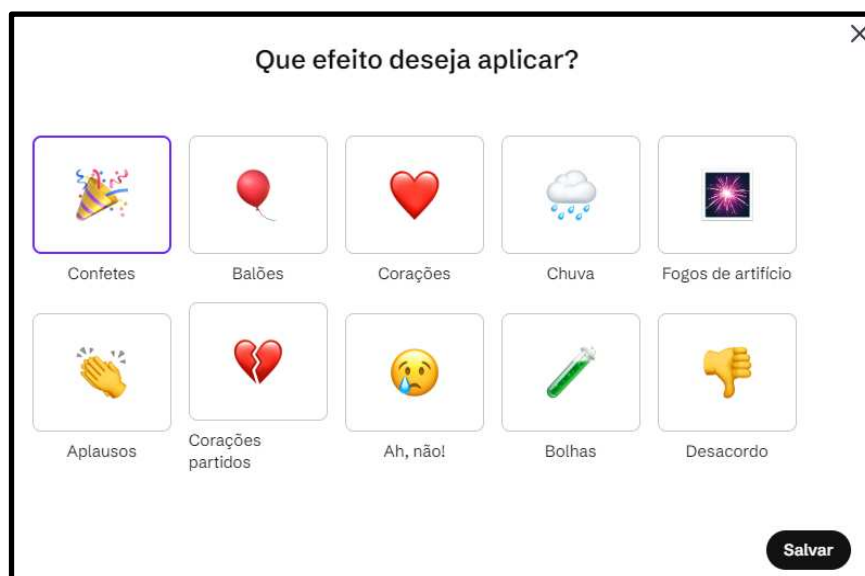 Que efeito deseja aplicar?
Confetes
Balões
Corações
Chuva
Fogos de artifício
Aplausos
Corações
partidos
Ah, não!
Bolhas
Desacordo
Salvar